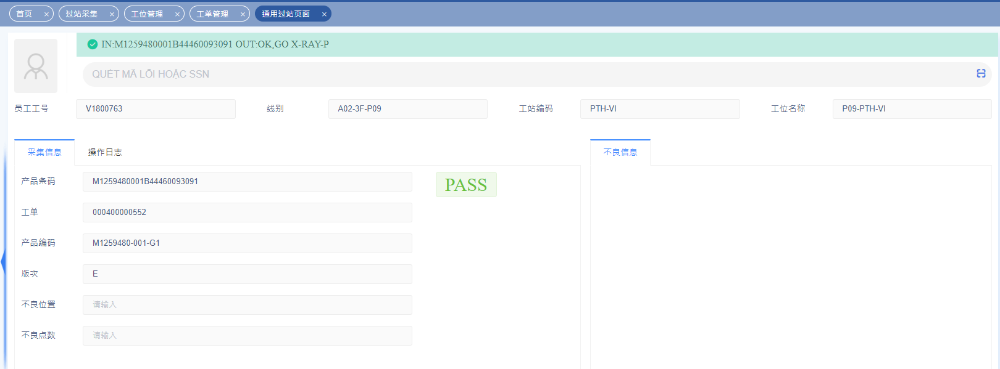 首页 × 过站采集 × 工位管理 × 工单管理 × 通用过站页面 ×
IN:M1259480001B44460093091 OUT:OK,GO X-RAY-P
QUÉT MÃ LỖI HOẶC SSN
员工工号 V1800763 线别 A02-3F-P09 工站编码 PTH-VI 工位名称 P09-PTH-VI
采集信息 操作日志 不良信息
产品条码 M1259480001B44460093091 PASS
工单 000400000552
产品编码 M1259480-001-G1
版次 E
不良位置 请输入
不良点数 请输入